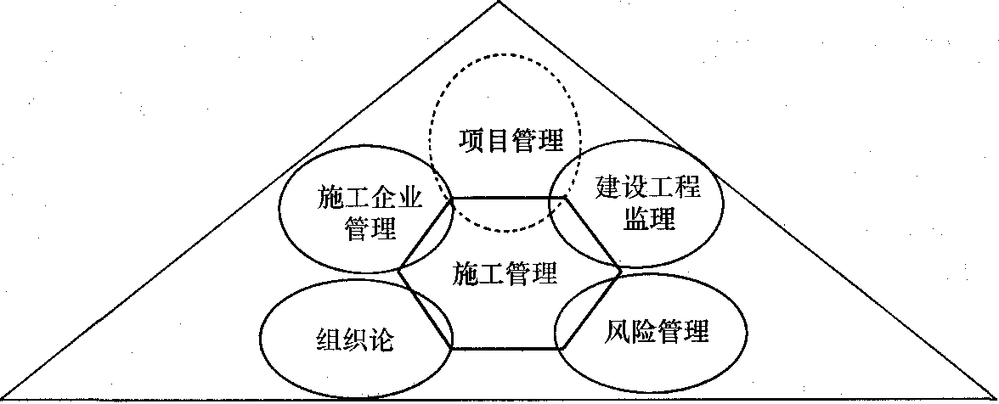 项目管理
施工企业
管理
建设工程
监理
施工管理
组织论
风险管理